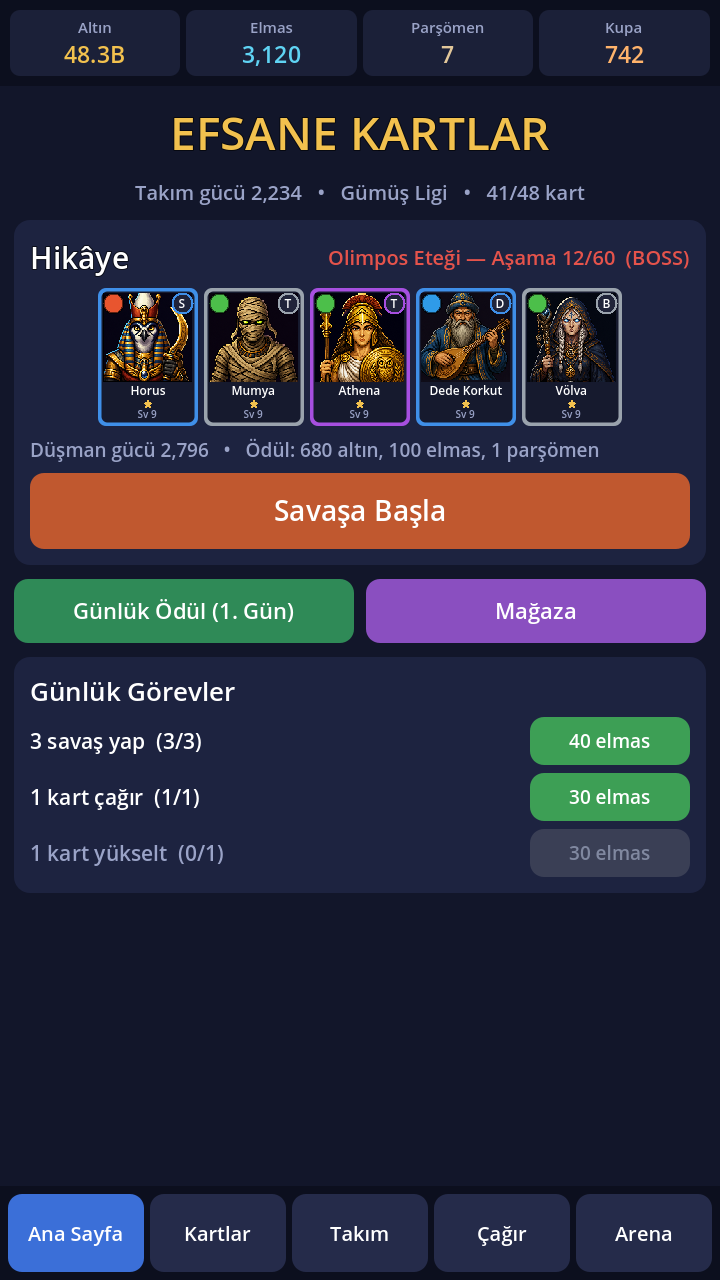 Altın Elmas Parşömen Kupa
48.3B 3,120 7 742
EFSANE KARTLAR
Takım gücü 2,234 • Gümüş Ligi • 41/48 kart
Hikâye Olimpos Eteği — Aşama 12/60 (BOSS)
S T T D B
Horus Mumya Athena Dede Korkut Völva
Sv 9 Sv 9 Sv 9 Sv 9 Sv 9
Düşman gücü 2,796 • Ödül: 680 altın, 100 elmas, 1 parşömen
Savaşa Başla
Günlük Ödül (1. Gün) Mağaza
Günlük Görevler
3 savaş yap (3/3) 40 elmas
1 kart çağır (1/1) 30 elmas
1 kart yükselt (0/1) 30 elmas
Ana Sayfa Kartlar Takım Çağır Arena